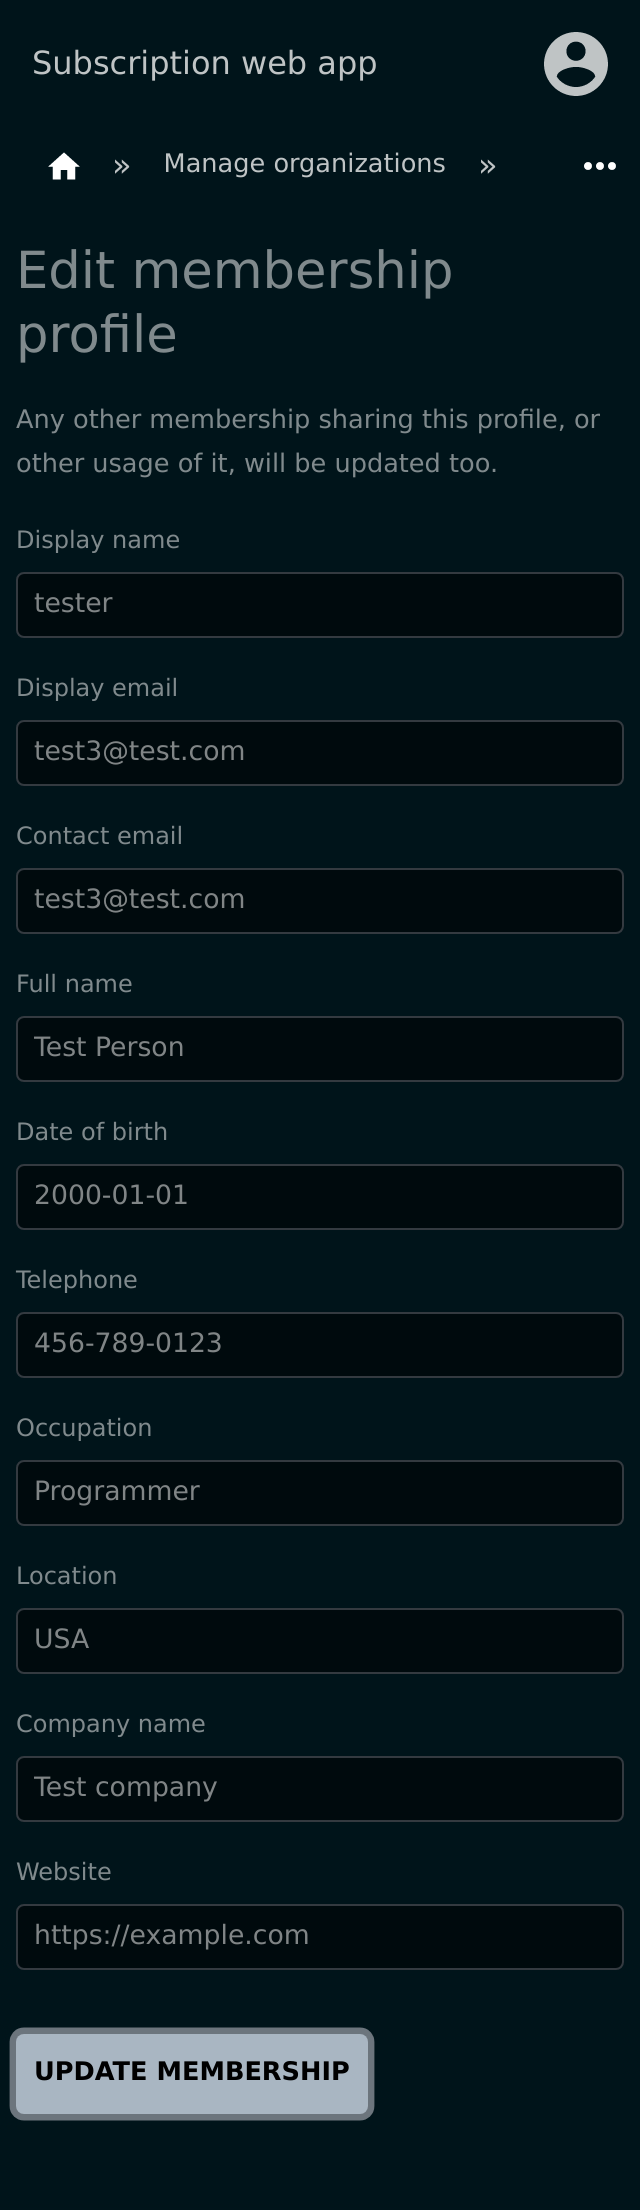 Subscription web app
» Manage organizations » •••
Edit membership
profile
Any other membership sharing this profile, or
other usage of it, will be updated too.
Display name
tester
Display email
test3@test.com
Contact email
test3@test.com
Full name
Test Person
Date of birth
2000-01-01
Telephone
456-789-0123
Occupation
Programmer
Location
USA
Company name
Test company
Website
https://example.com
UPDATE MEMBERSHIP